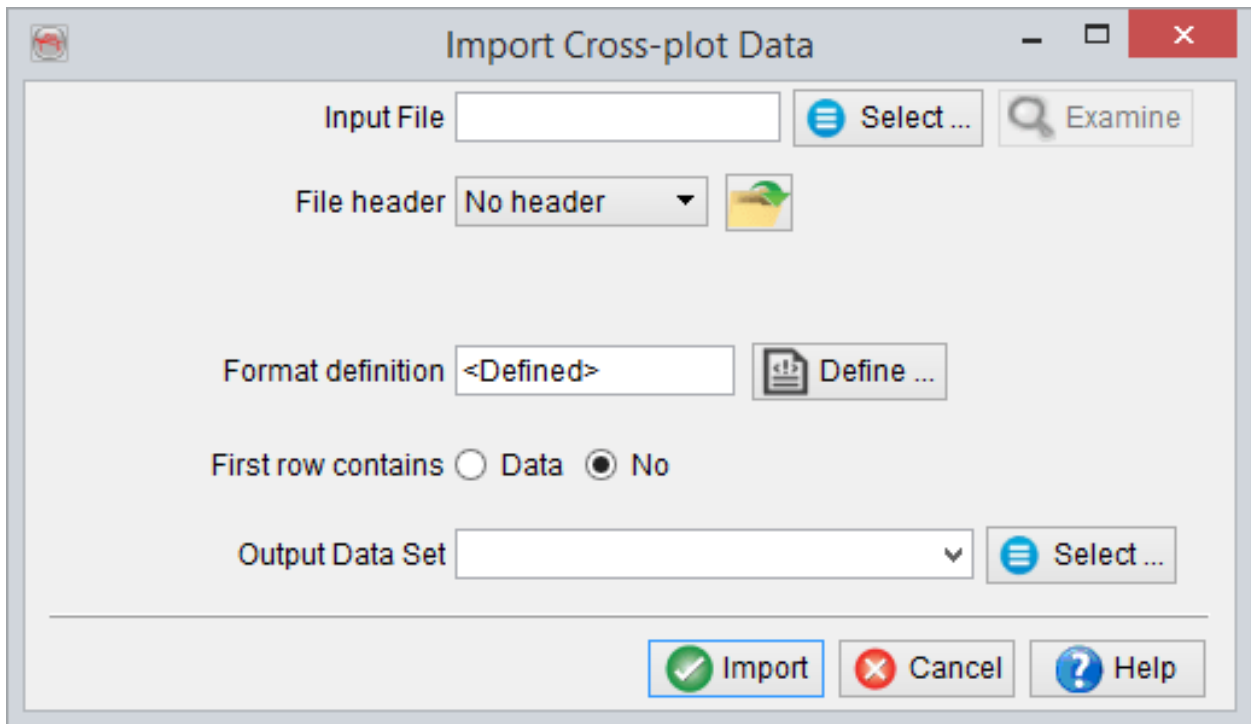 Import Cross-plot Data
Input File Select ... Examine
File header No header
Format definition <Defined> Define ...
First row contains Data No
Output Data Set Select ...
Import Cancel Help